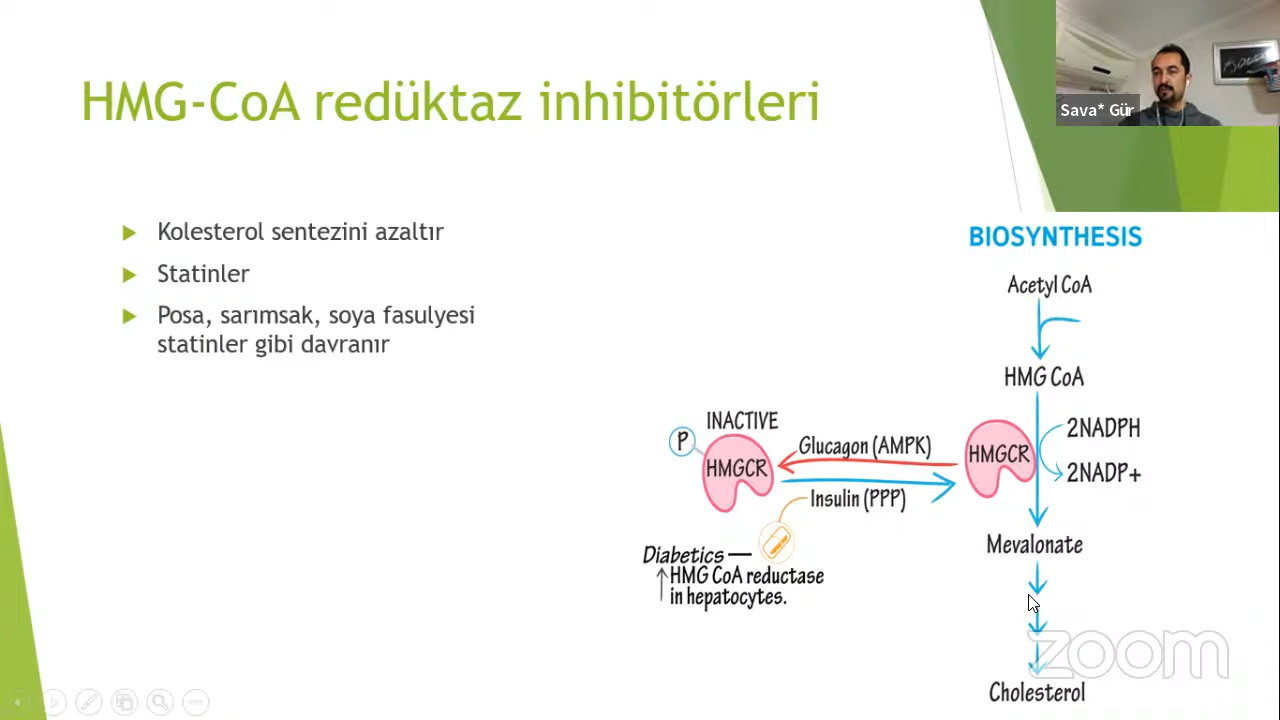 HMG-CoA redüktaz inhibitörleri
Sava* Gür
Kolesterol sentezini azaltır
Statinler
Posa, sarımsak, soya fasulyesi
statinler gibi davranır
BIOSYNTHESIS
Acetyl CoA
HMG CoA
2NADPH
2NADP+
HMGCR
INACTIVE
P
HMGCR
Glucagon (AMPK)
Insulin (PPP)
Diabetics —
↑ HMG CoA reductase
in hepatocytes.
Mevalonate
Cholesterol
zoom